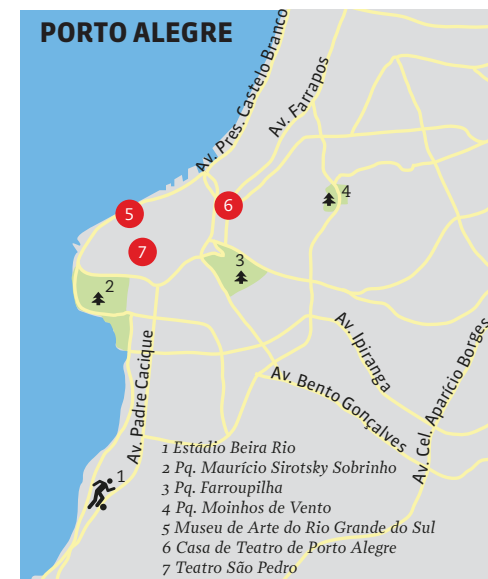 PORTO ALEGRE
Av. Pres. Castelo Branco
Av. Farrapos
4
5
6
7
3
2
Av. Ipiranga
Av. Padre Cacique
Av. Bento Gonçalves
Av. Cel. Aparício Borges
1
1 Estádio Beira Rio
2 Pq. Maurício Sirotsky Sobrinho
3 Pq. Farroupilha
4 Pq. Moinhos de Vento
5 Museu de Arte do Rio Grande do Sul
6 Casa de Teatro de Porto Alegre
7 Teatro São Pedro